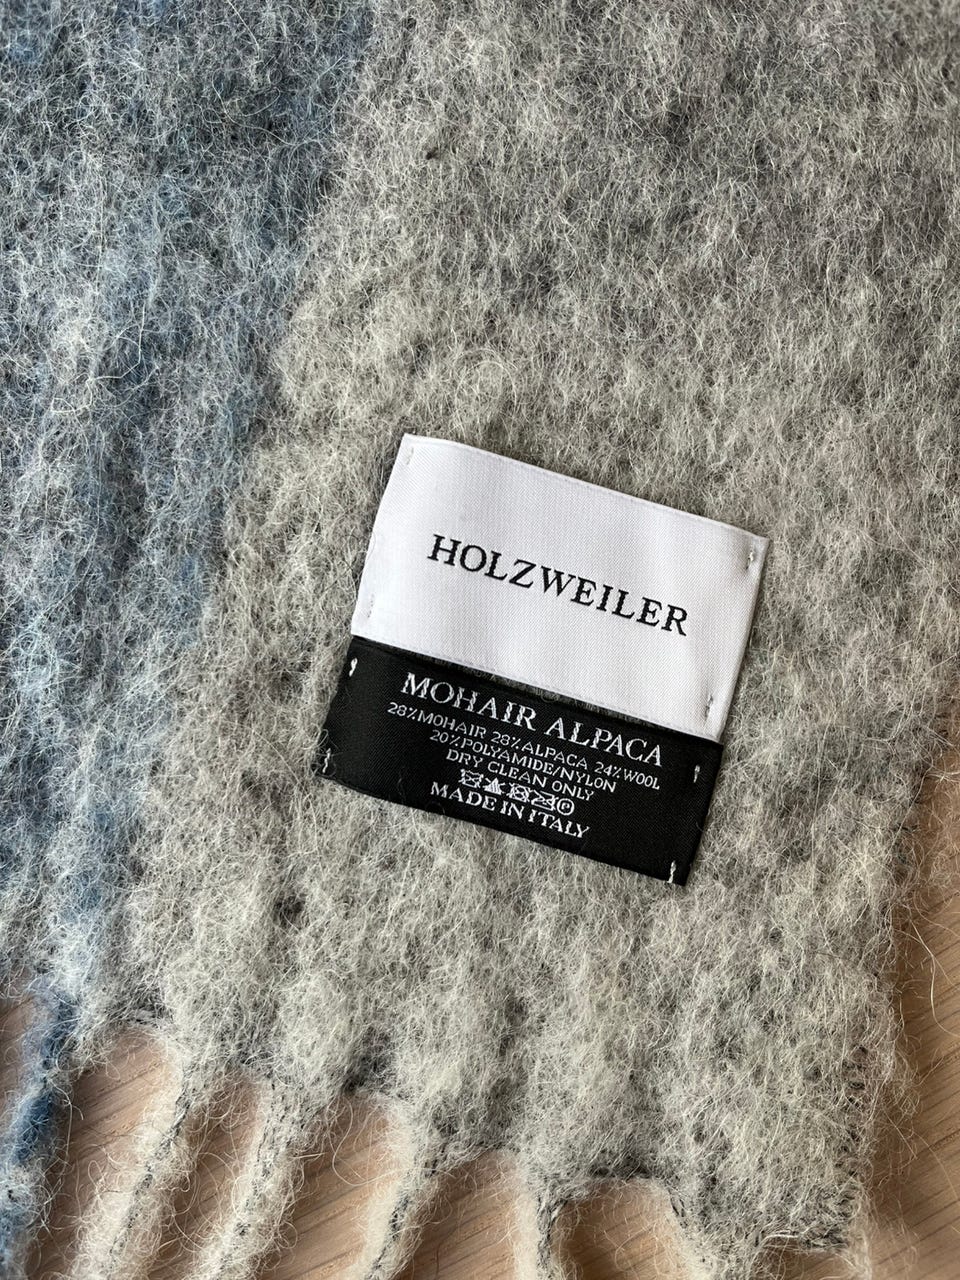 HOLZWEILER
MOHAIR ALPACA
28%MOHAIR 28%ALPACA 24%WOOL
20%POLYAMIDE/NYLON
DRY CLEAN ONLY
MADE IN ITALY